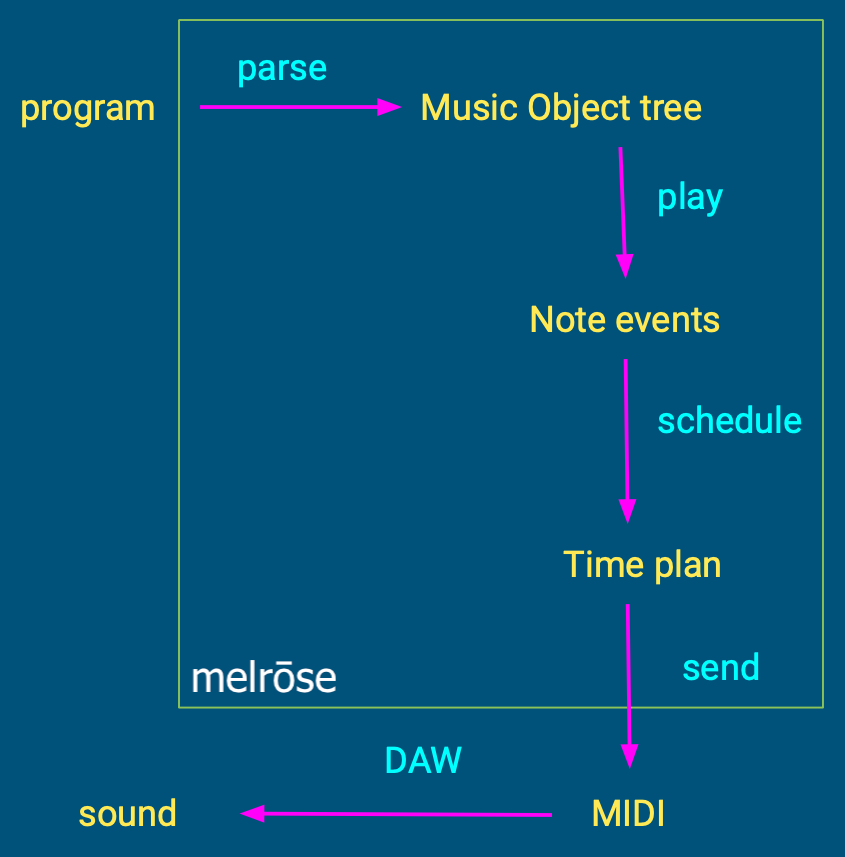 parse
program
Music Object tree
play
Note events
schedule
Time plan
send
melrōse
DAW
sound
MIDI